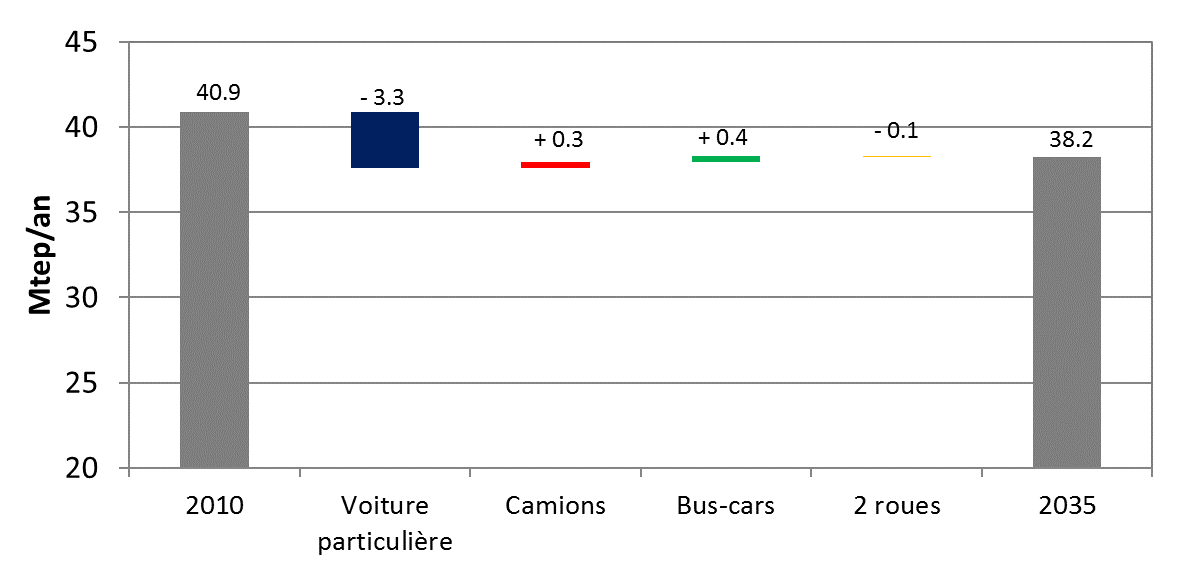 45
40
35
30
25
20
Mtep/an
40.9
- 3.3
+ 0.3
+ 0.4
- 0.1
38.2
2010
Voiture
particulière
Camions
Bus-cars
2 roues
2035